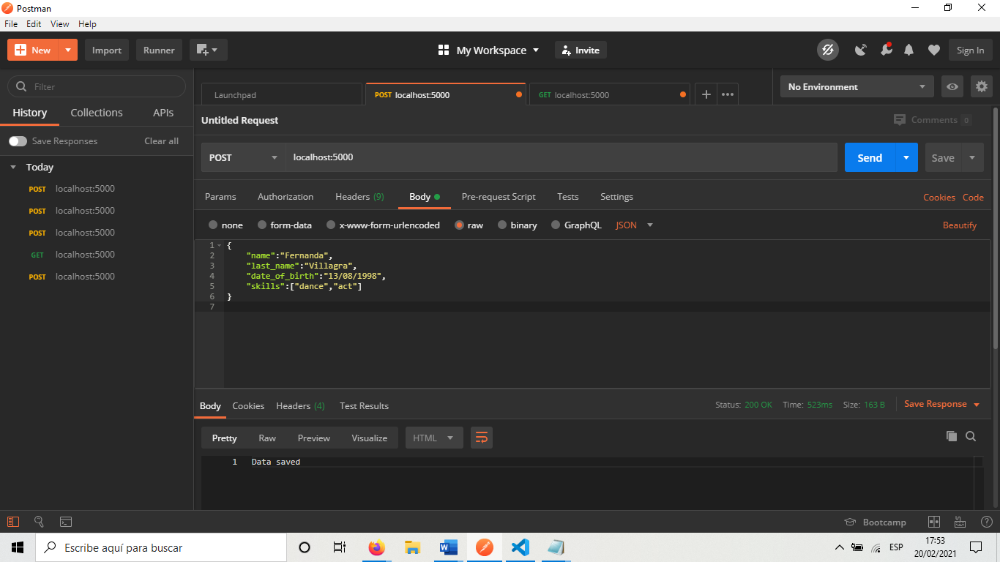 Postman
File Edit View Help
New Import Runner My Workspace Invite Sign In
Filter
History Collections APIs
Save Responses Clear all
Today
POST localhost:5000
POST localhost:5000
POST localhost:5000
GET localhost:5000
POST localhost:5000
Launchpad POST localhost:5000 GET localhost:5000 No Environment
Untitled Request Comments 0
POST localhost:5000 Send Save
Params Authorization Headers (9) Body Pre-request Script Tests Settings Cookies Code
none form-data x-www-form-urlencoded raw binary GraphQL JSON Beautify
1 {
2 "name":"Fernanda",
3 "last_name":"Villagra",
4 "date_of_birth":"13/08/1998",
5 "skills":["dance","act"]
6 }
7
Body Cookies Headers (4) Test Results Status: 200 OK Time: 523ms Size: 163 B Save Response
Pretty Raw Preview Visualize HTML
1 Data saved
Bootcamp
Escribe aquí para buscar
ESP
17:53
20/02/2021